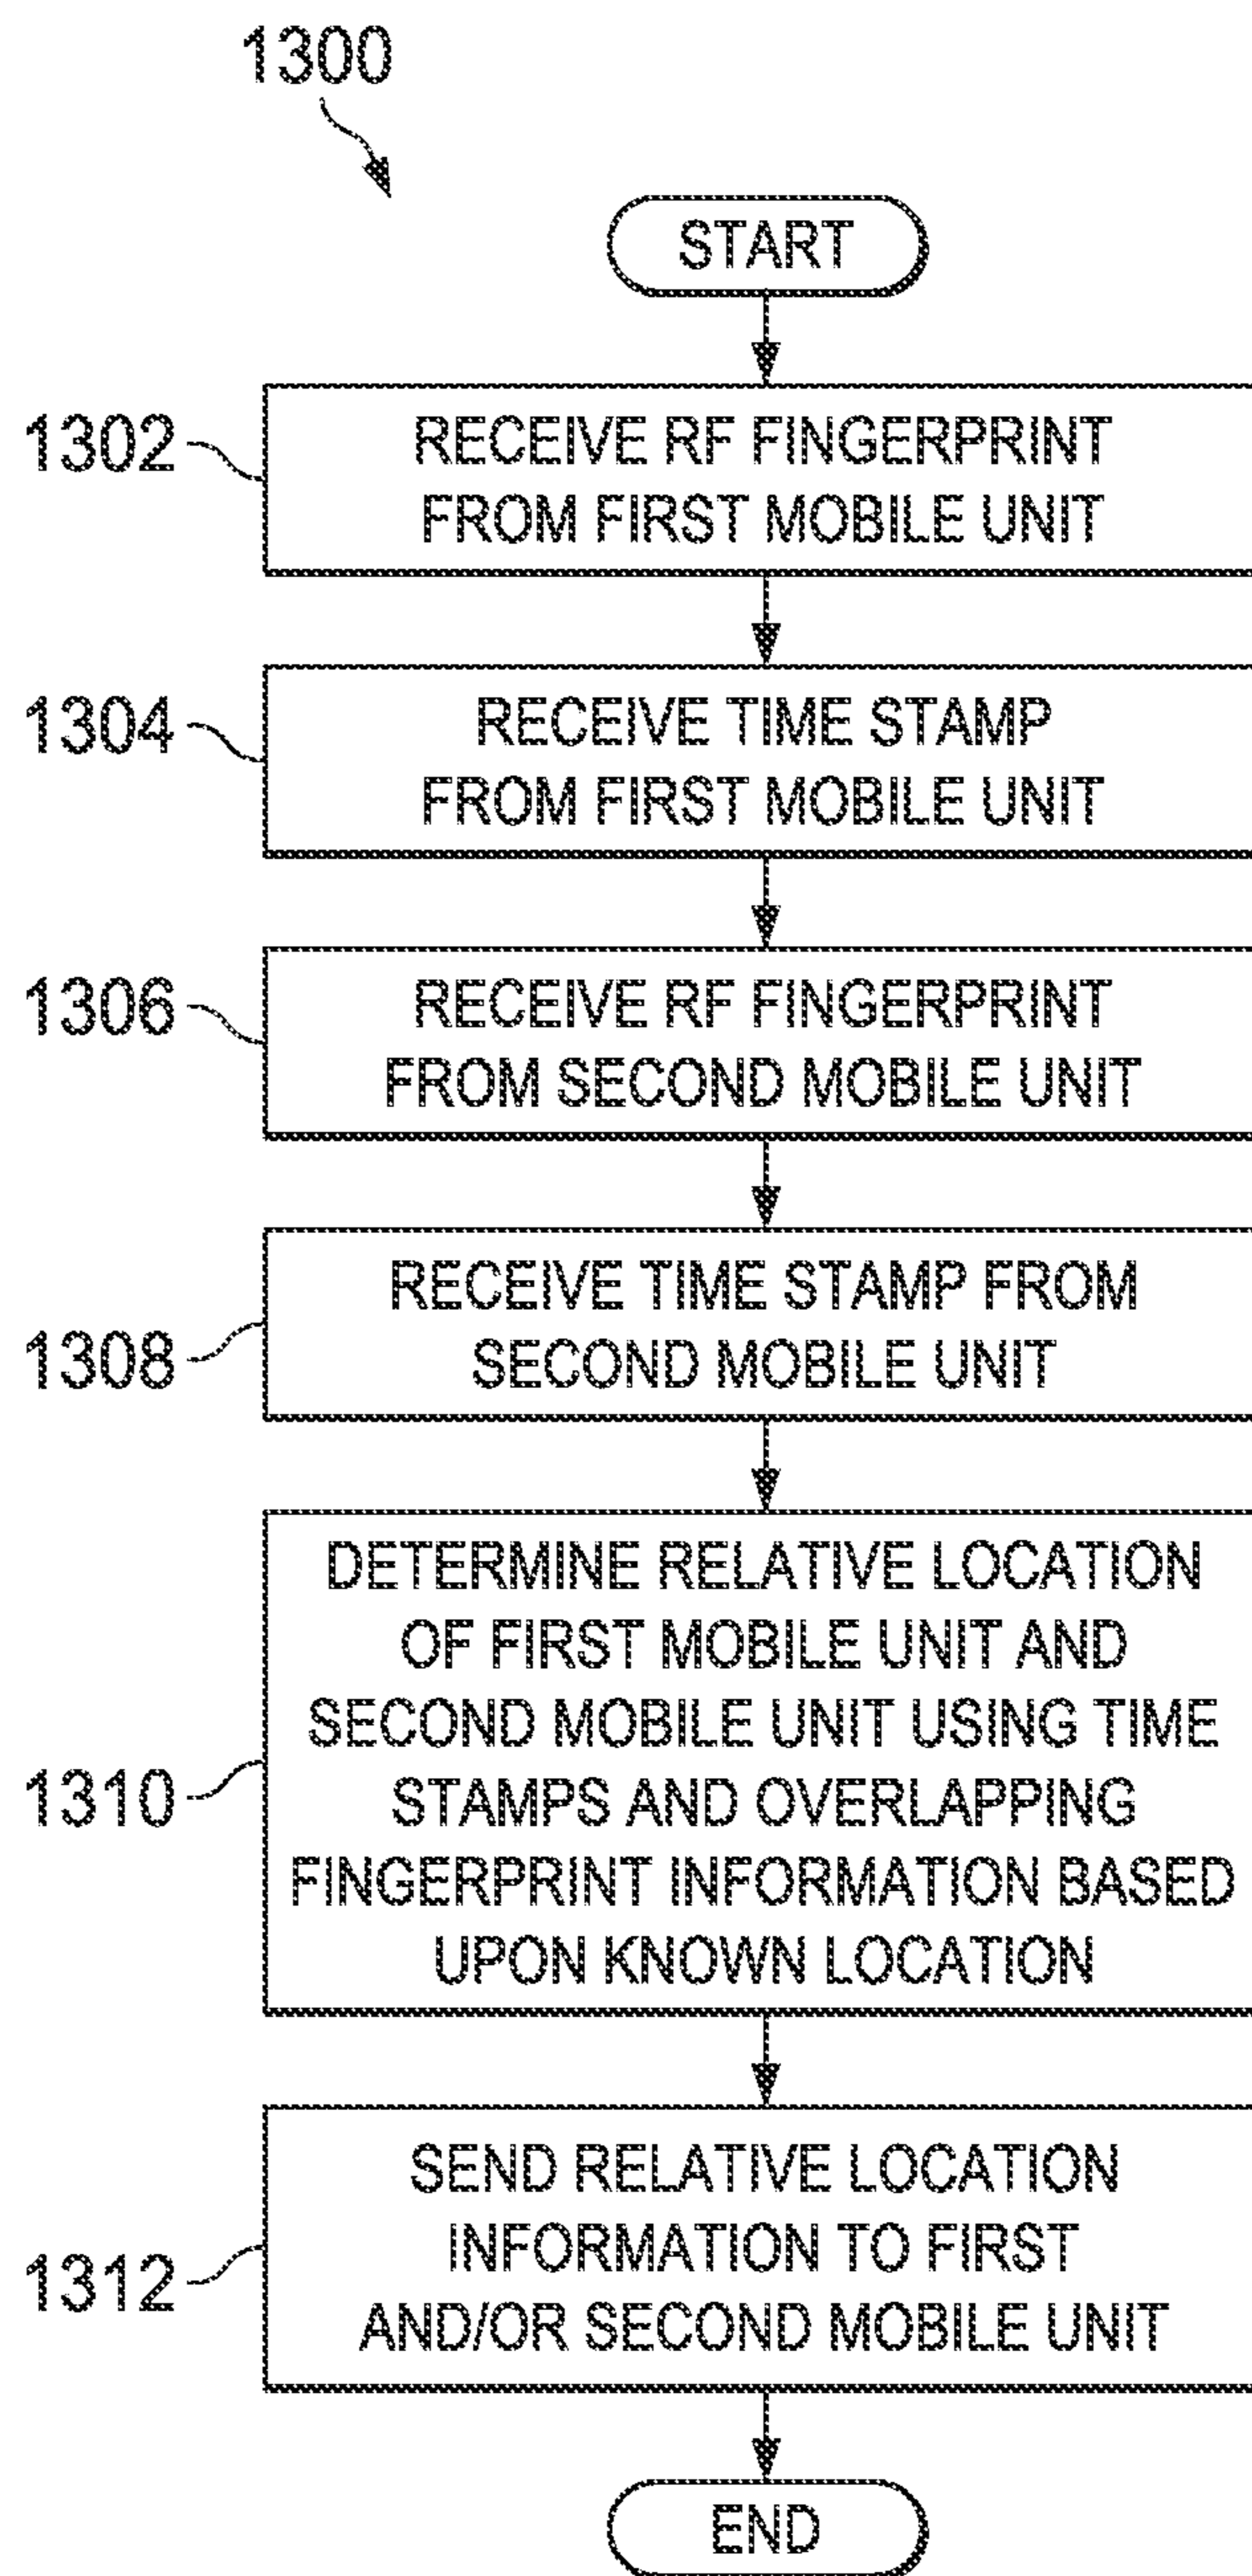 1300
START
1302
RECEIVE RF FINGERPRINT
FROM FIRST MOBILE UNIT
1304
RECEIVE TIME STAMP
FROM FIRST MOBILE UNIT
1306
RECEIVE RF FINGERPRINT
FROM SECOND MOBILE UNIT
1308
RECEIVE TIME STAMP FROM
SECOND MOBILE UNIT
1310
DETERMINE RELATIVE LOCATION
OF FIRST MOBILE UNIT AND
SECOND MOBILE UNIT USING TIME
STAMPS AND OVERLAPPING
FINGERPRINT INFORMATION BASED
UPON KNOWN LOCATION
1312
SEND RELATIVE LOCATION
INFORMATION TO FIRST
AND/OR SECOND MOBILE UNIT
END